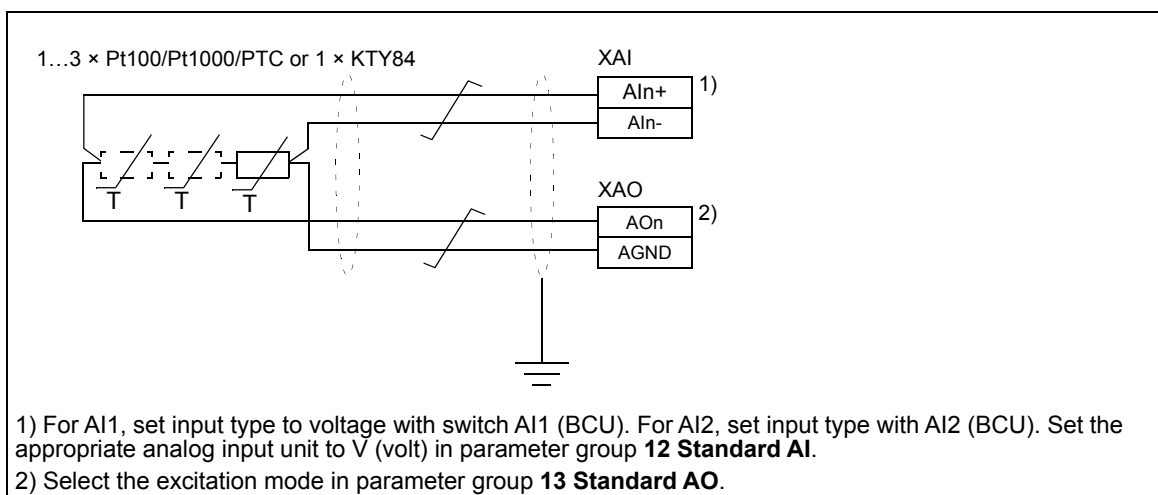 1…3 × Pt100/Pt1000/PTC or 1 × KTY84
XAI
AIn+
1)
AIn-
T T T
XAO
AOn
2)
AGND
1) For AI1, set input type to voltage with switch AI1 (BCU). For AI2, set input type with AI2 (BCU). Set the
appropriate analog input unit to V (volt) in parameter group 12 Standard AI.
2) Select the excitation mode in parameter group 13 Standard AO.